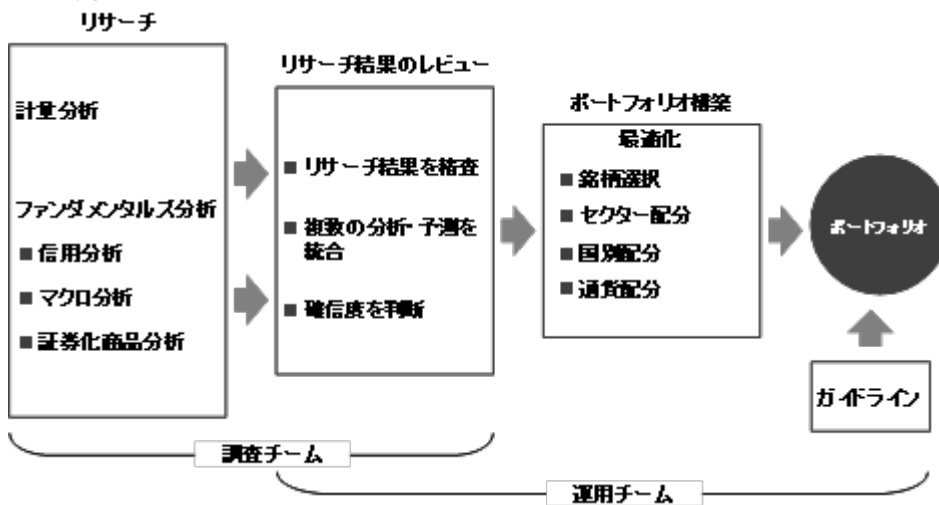 リサーチ
計量分析
ファンダメンタルズ分析
■信用分析
■マクロ分析
■証券化商品分析
リサーチ結果のレビュー
■リサーチ結果を精査
■複数の分析・予測を
統合
■確信度を判断
ポートフォリオ構築
最適化
■銘柄選択
■セクター配分
■国別配分
■通貨配分
ポートフォリオ
ガイドライン
調査チーム
運用チーム